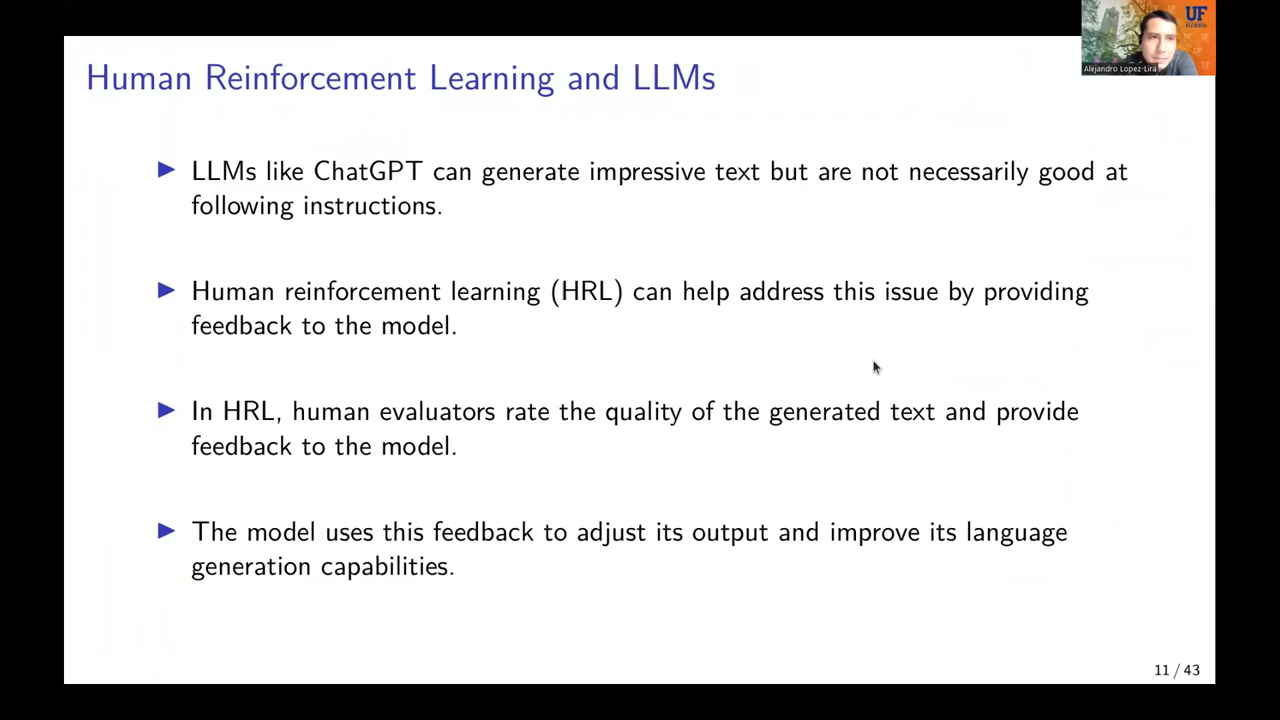 UF
Alejandro Lopez-Lira
Human Reinforcement Learning and LLMs
LLMs like ChatGPT can generate impressive text but are not necessarily good at
following instructions.
Human reinforcement learning (HRL) can help address this issue by providing
feedback to the model.
In HRL, human evaluators rate the quality of the generated text and provide
feedback to the model.
The model uses this feedback to adjust its output and improve its language
generation capabilities.
11 / 43